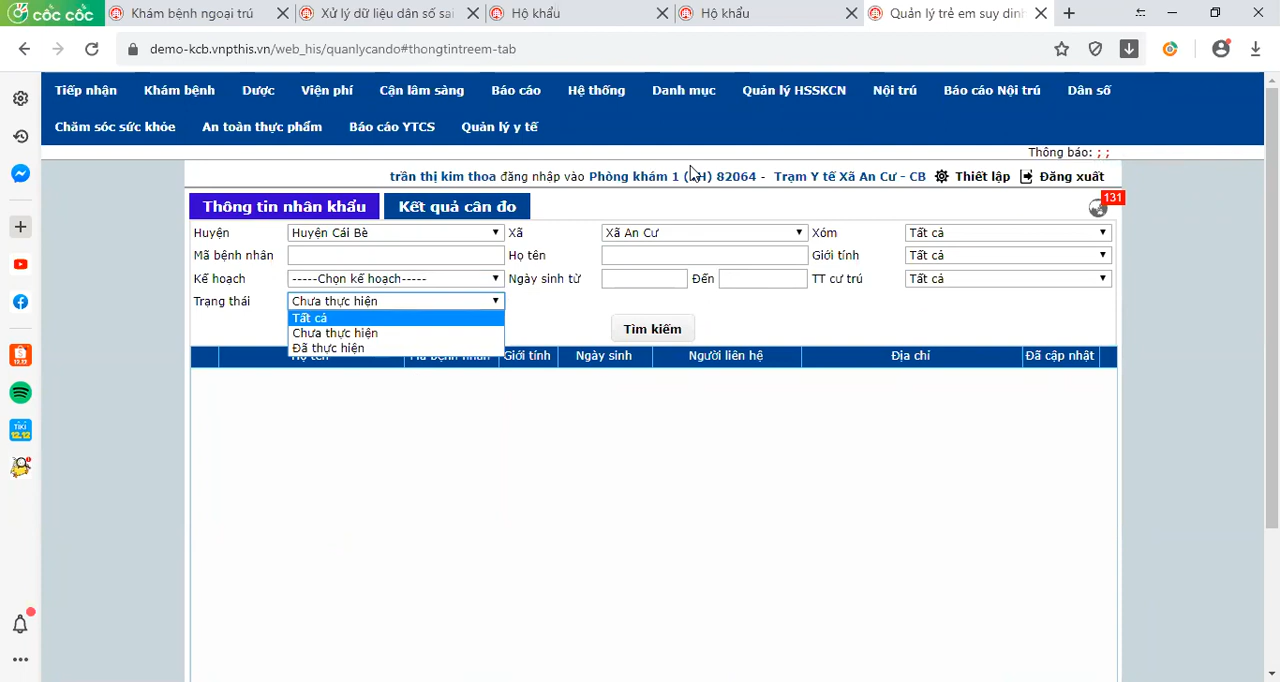 cốc cốc Khám bệnh ngoại trú Xử lý dữ liệu dân số sai Hộ khẩu Hộ khẩu Quản lý trẻ em suy dinh
demo-kcb.vnpthis.vn/web_his/quanlycando#thongtintreem-tab
Tiếp nhận Khám bệnh Dược Viện phí Cận lâm sàng Báo cáo Hệ thống Danh mục Quản lý HSSKCN Nội trú Báo cáo Nội trú Dân số
Chăm sóc sức khỏe An toàn thực phẩm Báo cáo YTCS Quản lý y tế
Thông báo: ; ;
trần thị kim thoa đăng nhập vào Phòng khám 1 ( H) 82064 - Trạm Y tế Xã An Cư - CB Thiết lập Đăng xuất
Thông tin nhân khẩu Kết quả cân đo 131
Huyện Huyện Cái Bè Xã Xã An Cư Xóm Tất cả
Mã bệnh nhân Họ tên Giới tính Tất cả
Kế hoạch -----Chọn kế hoạch----- Ngày sinh từ Đến TT cư trú Tất cả
Trạng thái Chưa thực hiện
Tất cả
Chưa thực hiện
Đã thực hiện
Tìm kiếm
Họ tên Mã bệnh nhân Giới tính Ngày sinh Người liên hệ Địa chỉ Đã cập nhật
TIKI
12.12